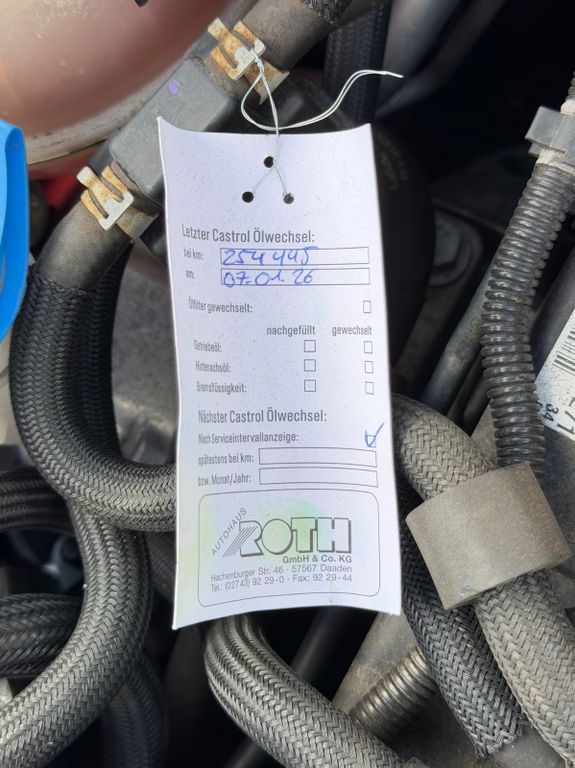 Letzter Castrol Ölwechsel:
bei km: 254 445
am: 07.01.26
Ölfilter gewechselt:
nachgefüllt gewechselt
Getriebeöl:
Hinterachsöl:
Bremsflüssigkeit:
Nächster Castrol Ölwechsel:
Nach Serviceintervallanzeige:
spätestens bei km:
bzw. Monat/Jahr:
AUTOHAUS
ROTH
GmbH & Co. KG
Hachenburger Str. 46 · 57567 Daaden
Tel.: (02743) 92 29-0 · Fax: 92 29-44